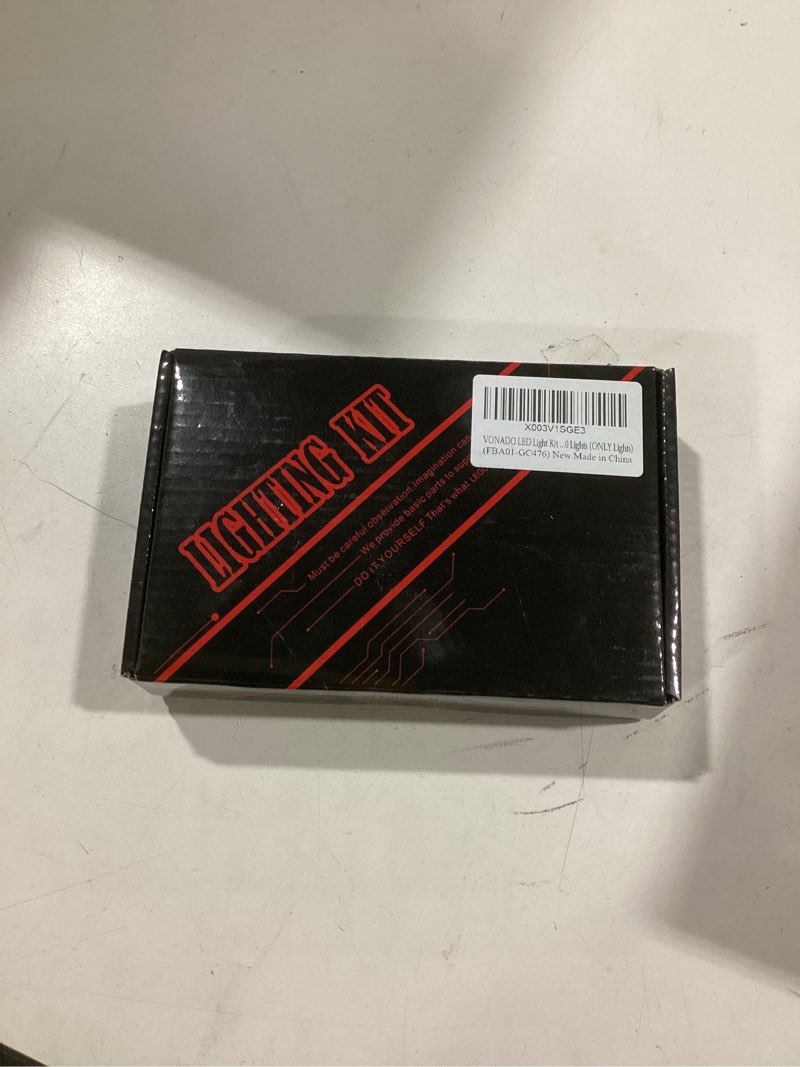 LIGHTING KIT
X003V1SGE3
VONADO LED Light Kit ...0 Lights (ONLY Lights)
(FBA01-GC476) New Made in China
Must be careful observation. Imagination can
We provide basic parts to
DO IT YOURSELF. That's what